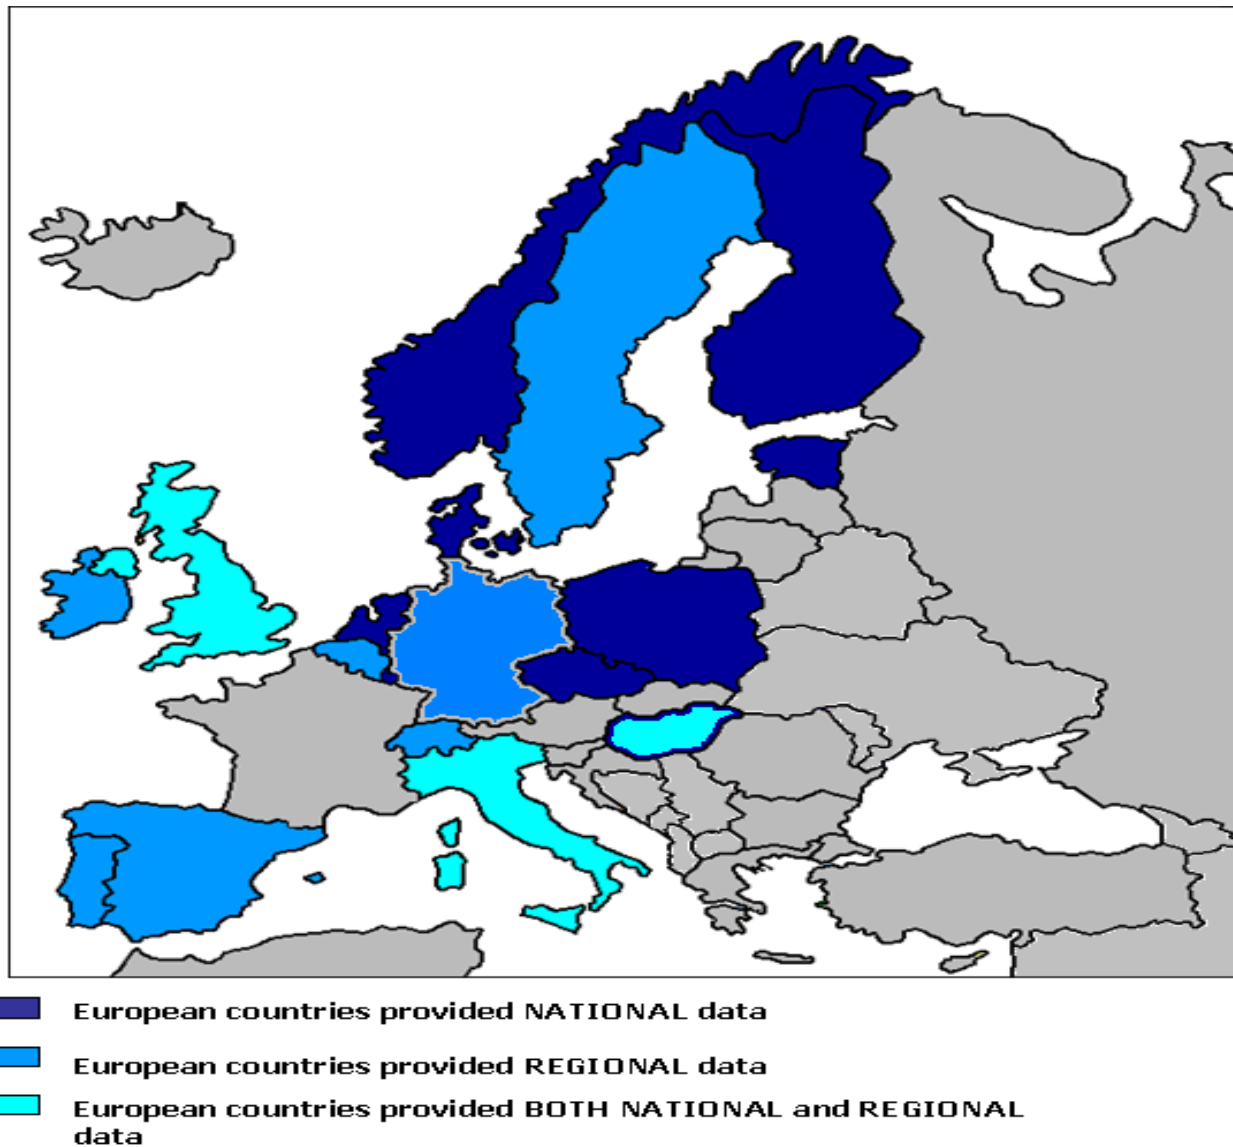 European countries provided NATIONAL data
European countries provided REGIONAL data
European countries provided BOTH NATIONAL and REGIONAL
data